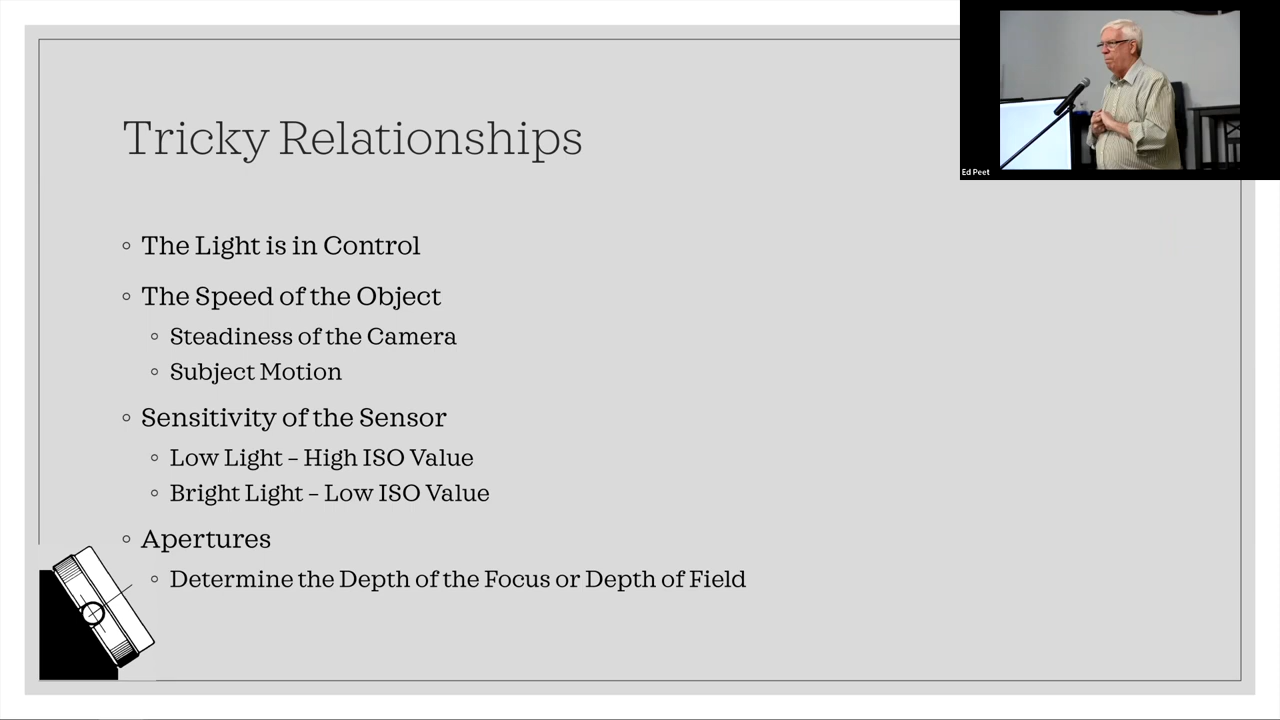 Tricky Relationships
The Light is in Control
The Speed of the Object
Steadiness of the Camera
Subject Motion
Sensitivity of the Sensor
Low Light – High ISO Value
Bright Light – Low ISO Value
Apertures
Determine the Depth of the Focus or Depth of Field
Ed Peet